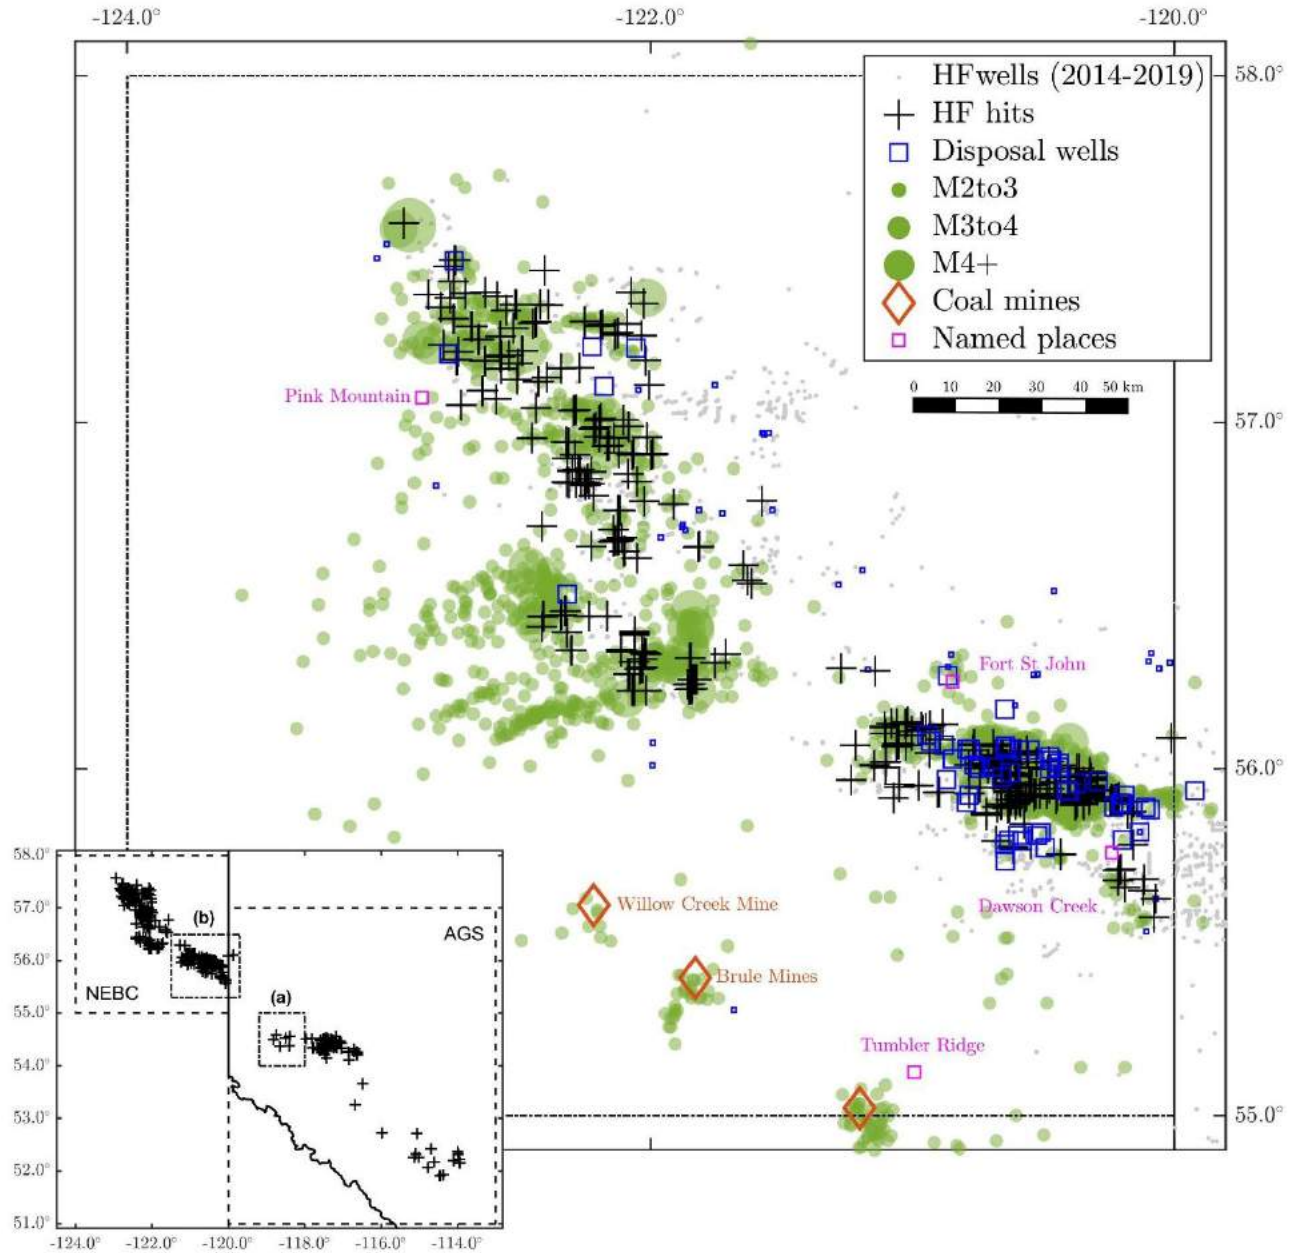 -124.0° -122.0° -120.0°
58.0°
HFwells (2014-2019)
HF hits
Disposal wells
M2to3
M3to4
M4+
Coal mines
Named places
0 10 20 30 40 50 km
Pink Mountain
57.0°
Fort St John
56.0°
Dawson Creek
Willow Creek Mine
Brule Mines
Tumbler Ridge
55.0°
58.0°
57.0°
56.0°
55.0°
54.0°
53.0°
52.0°
51.0°
(b)
AGS
NEBC
(a)
-124.0° -122.0° -120.0° -118.0° -116.0° -114.0°